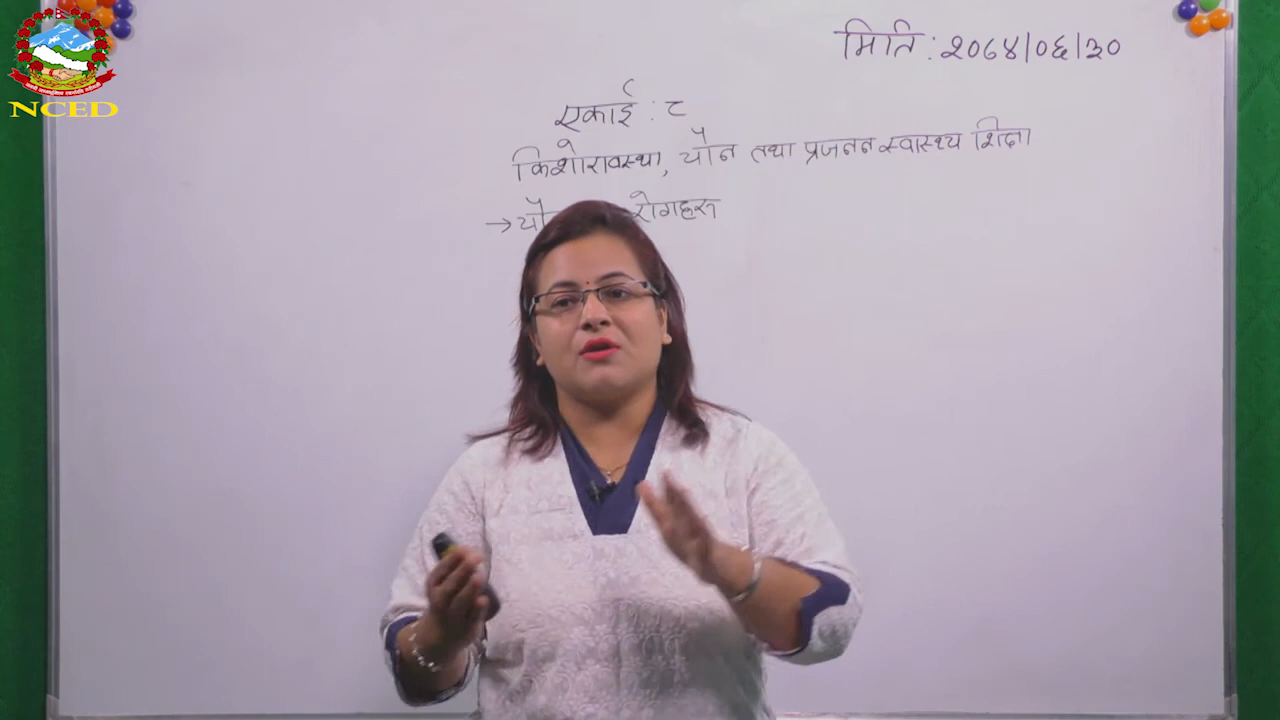 NCED
मिति : २०७४/०६/३०
एकाई : ८
किशोरावस्था, यौन तथा प्रजनन स्वास्थ्य शिक्षा
→ यौ रोगहरू